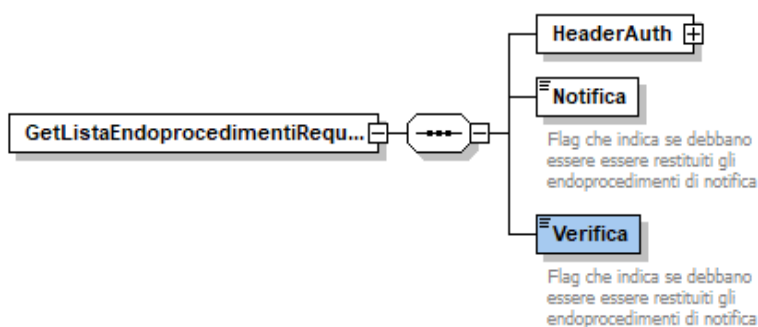 HeaderAuth
Notifica
GetListaEndoprocedimentiRequ...
Flag che indica se debbano
essere essere restituiti gli
endoprocedimenti di notifica
Verifica
Flag che indica se debbano
essere essere restituiti gli
endoprocedimenti di notifica